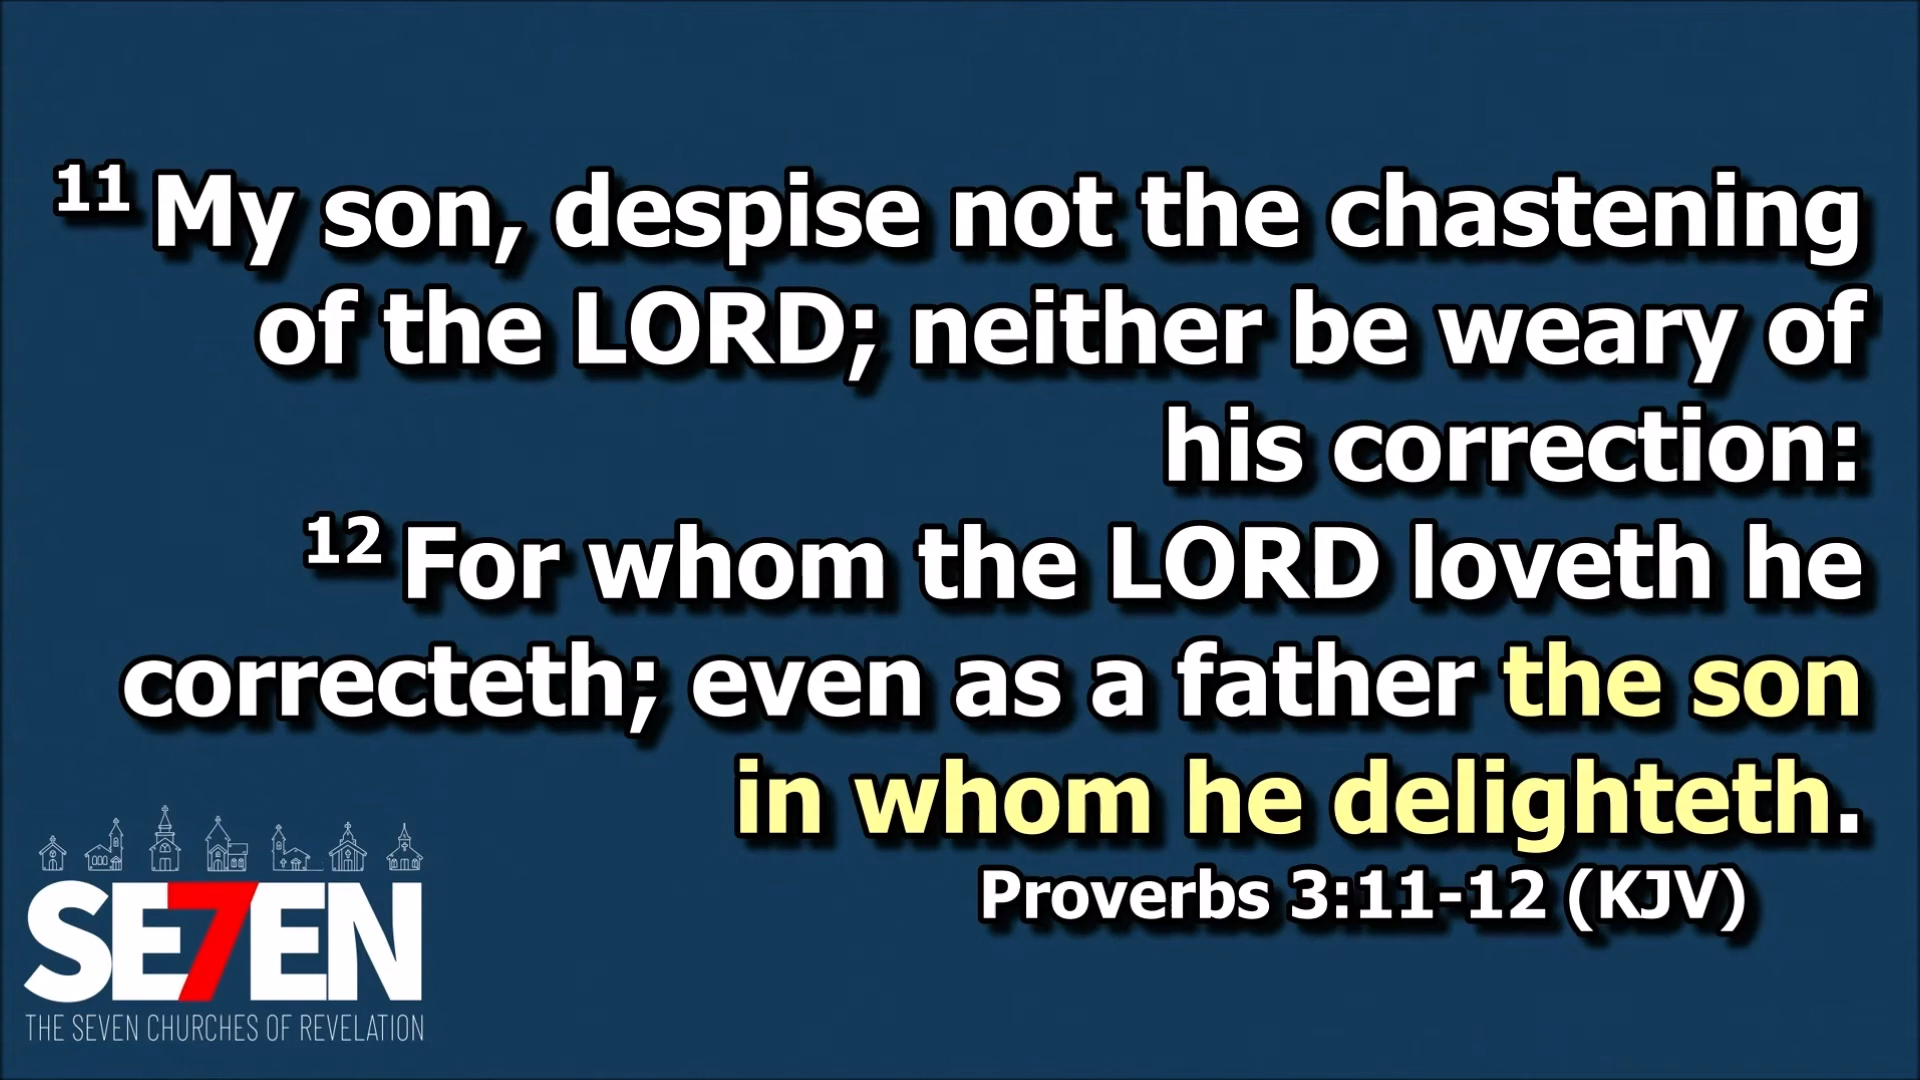 11 My son, despise not the chastening
of the LORD; neither be weary of
his correction:
12 For whom the LORD loveth he
correcteth; even as a father the son
in whom he delighteth.
Proverbs 3:11-12 (KJV)
SE7EN
THE SEVEN CHURCHES OF REVELATION